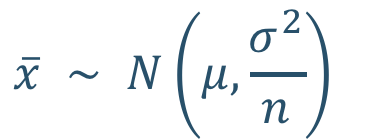 x̄ ~ N(μ, σ²/n)